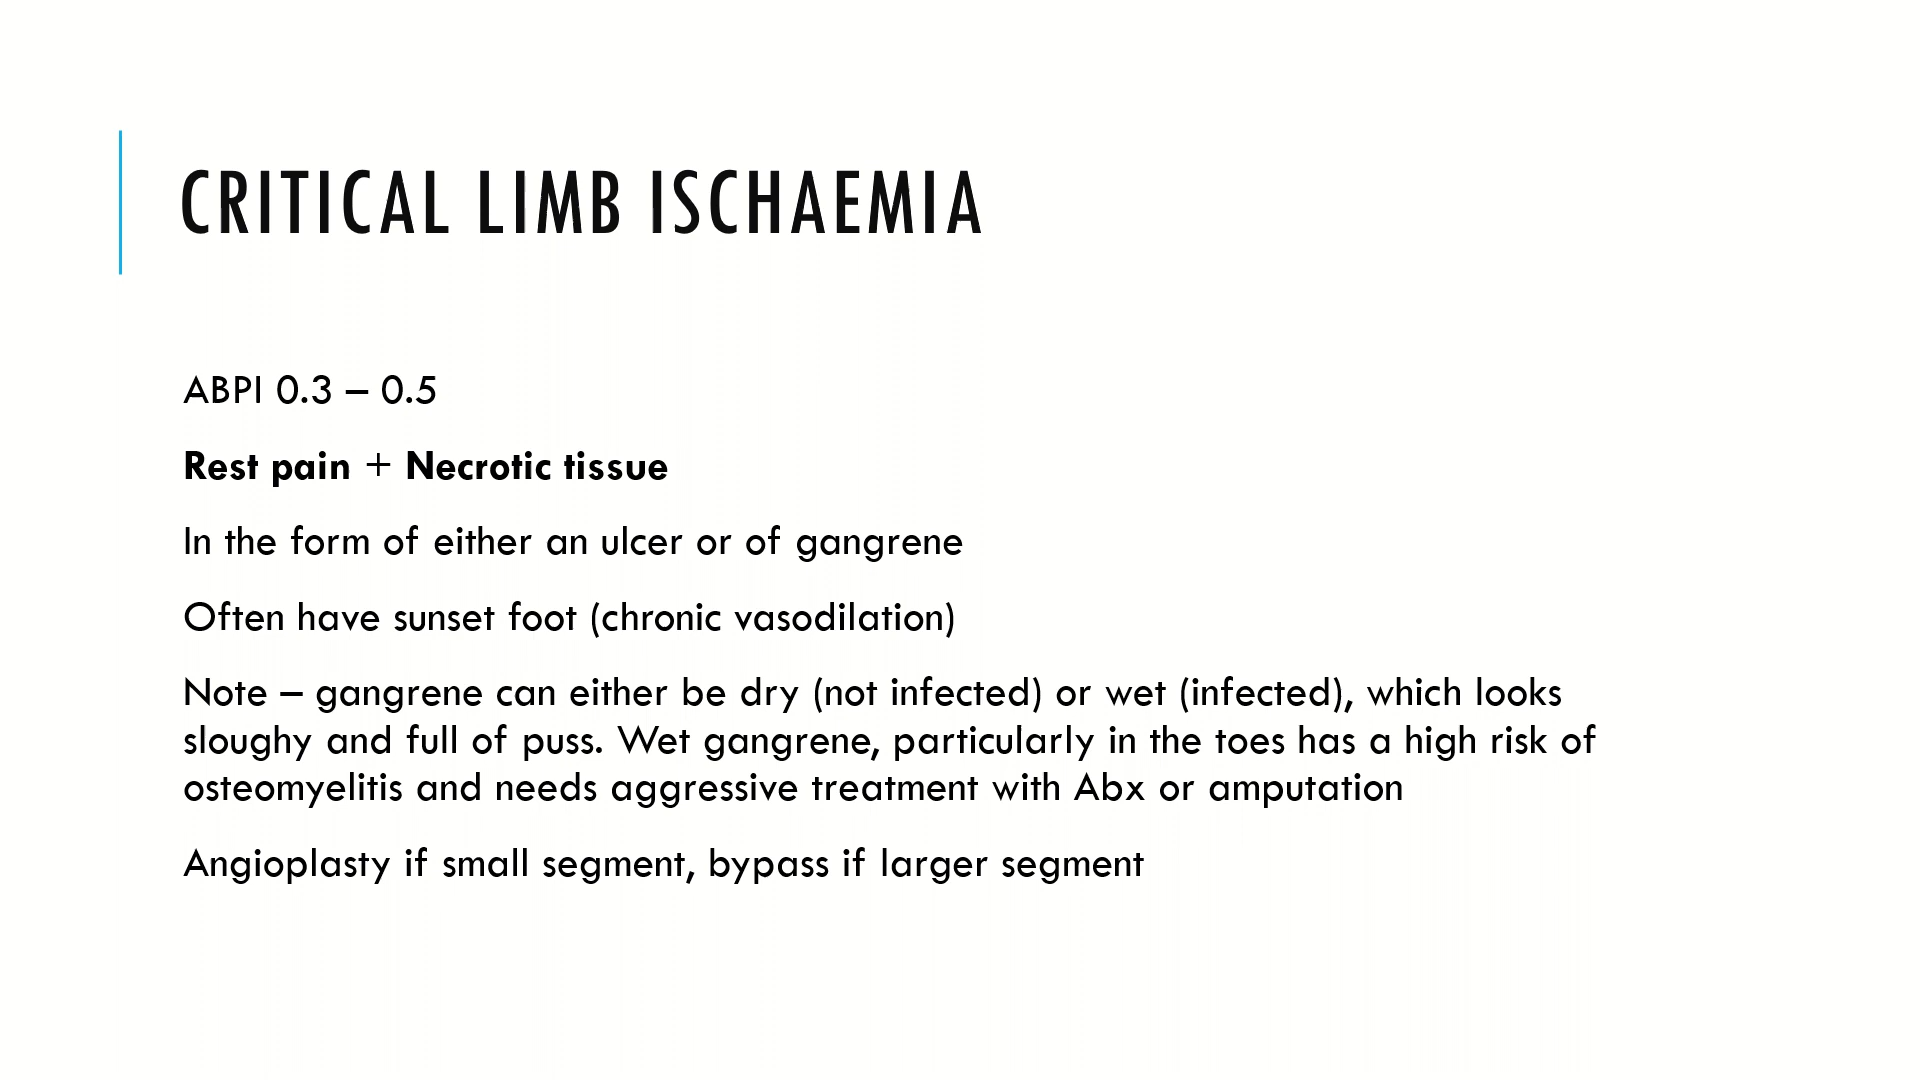 CRITICAL LIMB ISCHAEMIA
ABPI 0.3 – 0.5
Rest pain + Necrotic tissue
In the form of either an ulcer or of gangrene
Often have sunset foot (chronic vasodilation)
Note – gangrene can either be dry (not infected) or wet (infected), which looks
sloughy and full of puss. Wet gangrene, particularly in the toes has a high risk of
osteomyelitis and needs aggressive treatment with Abx or amputation
Angioplasty if small segment, bypass if larger segment